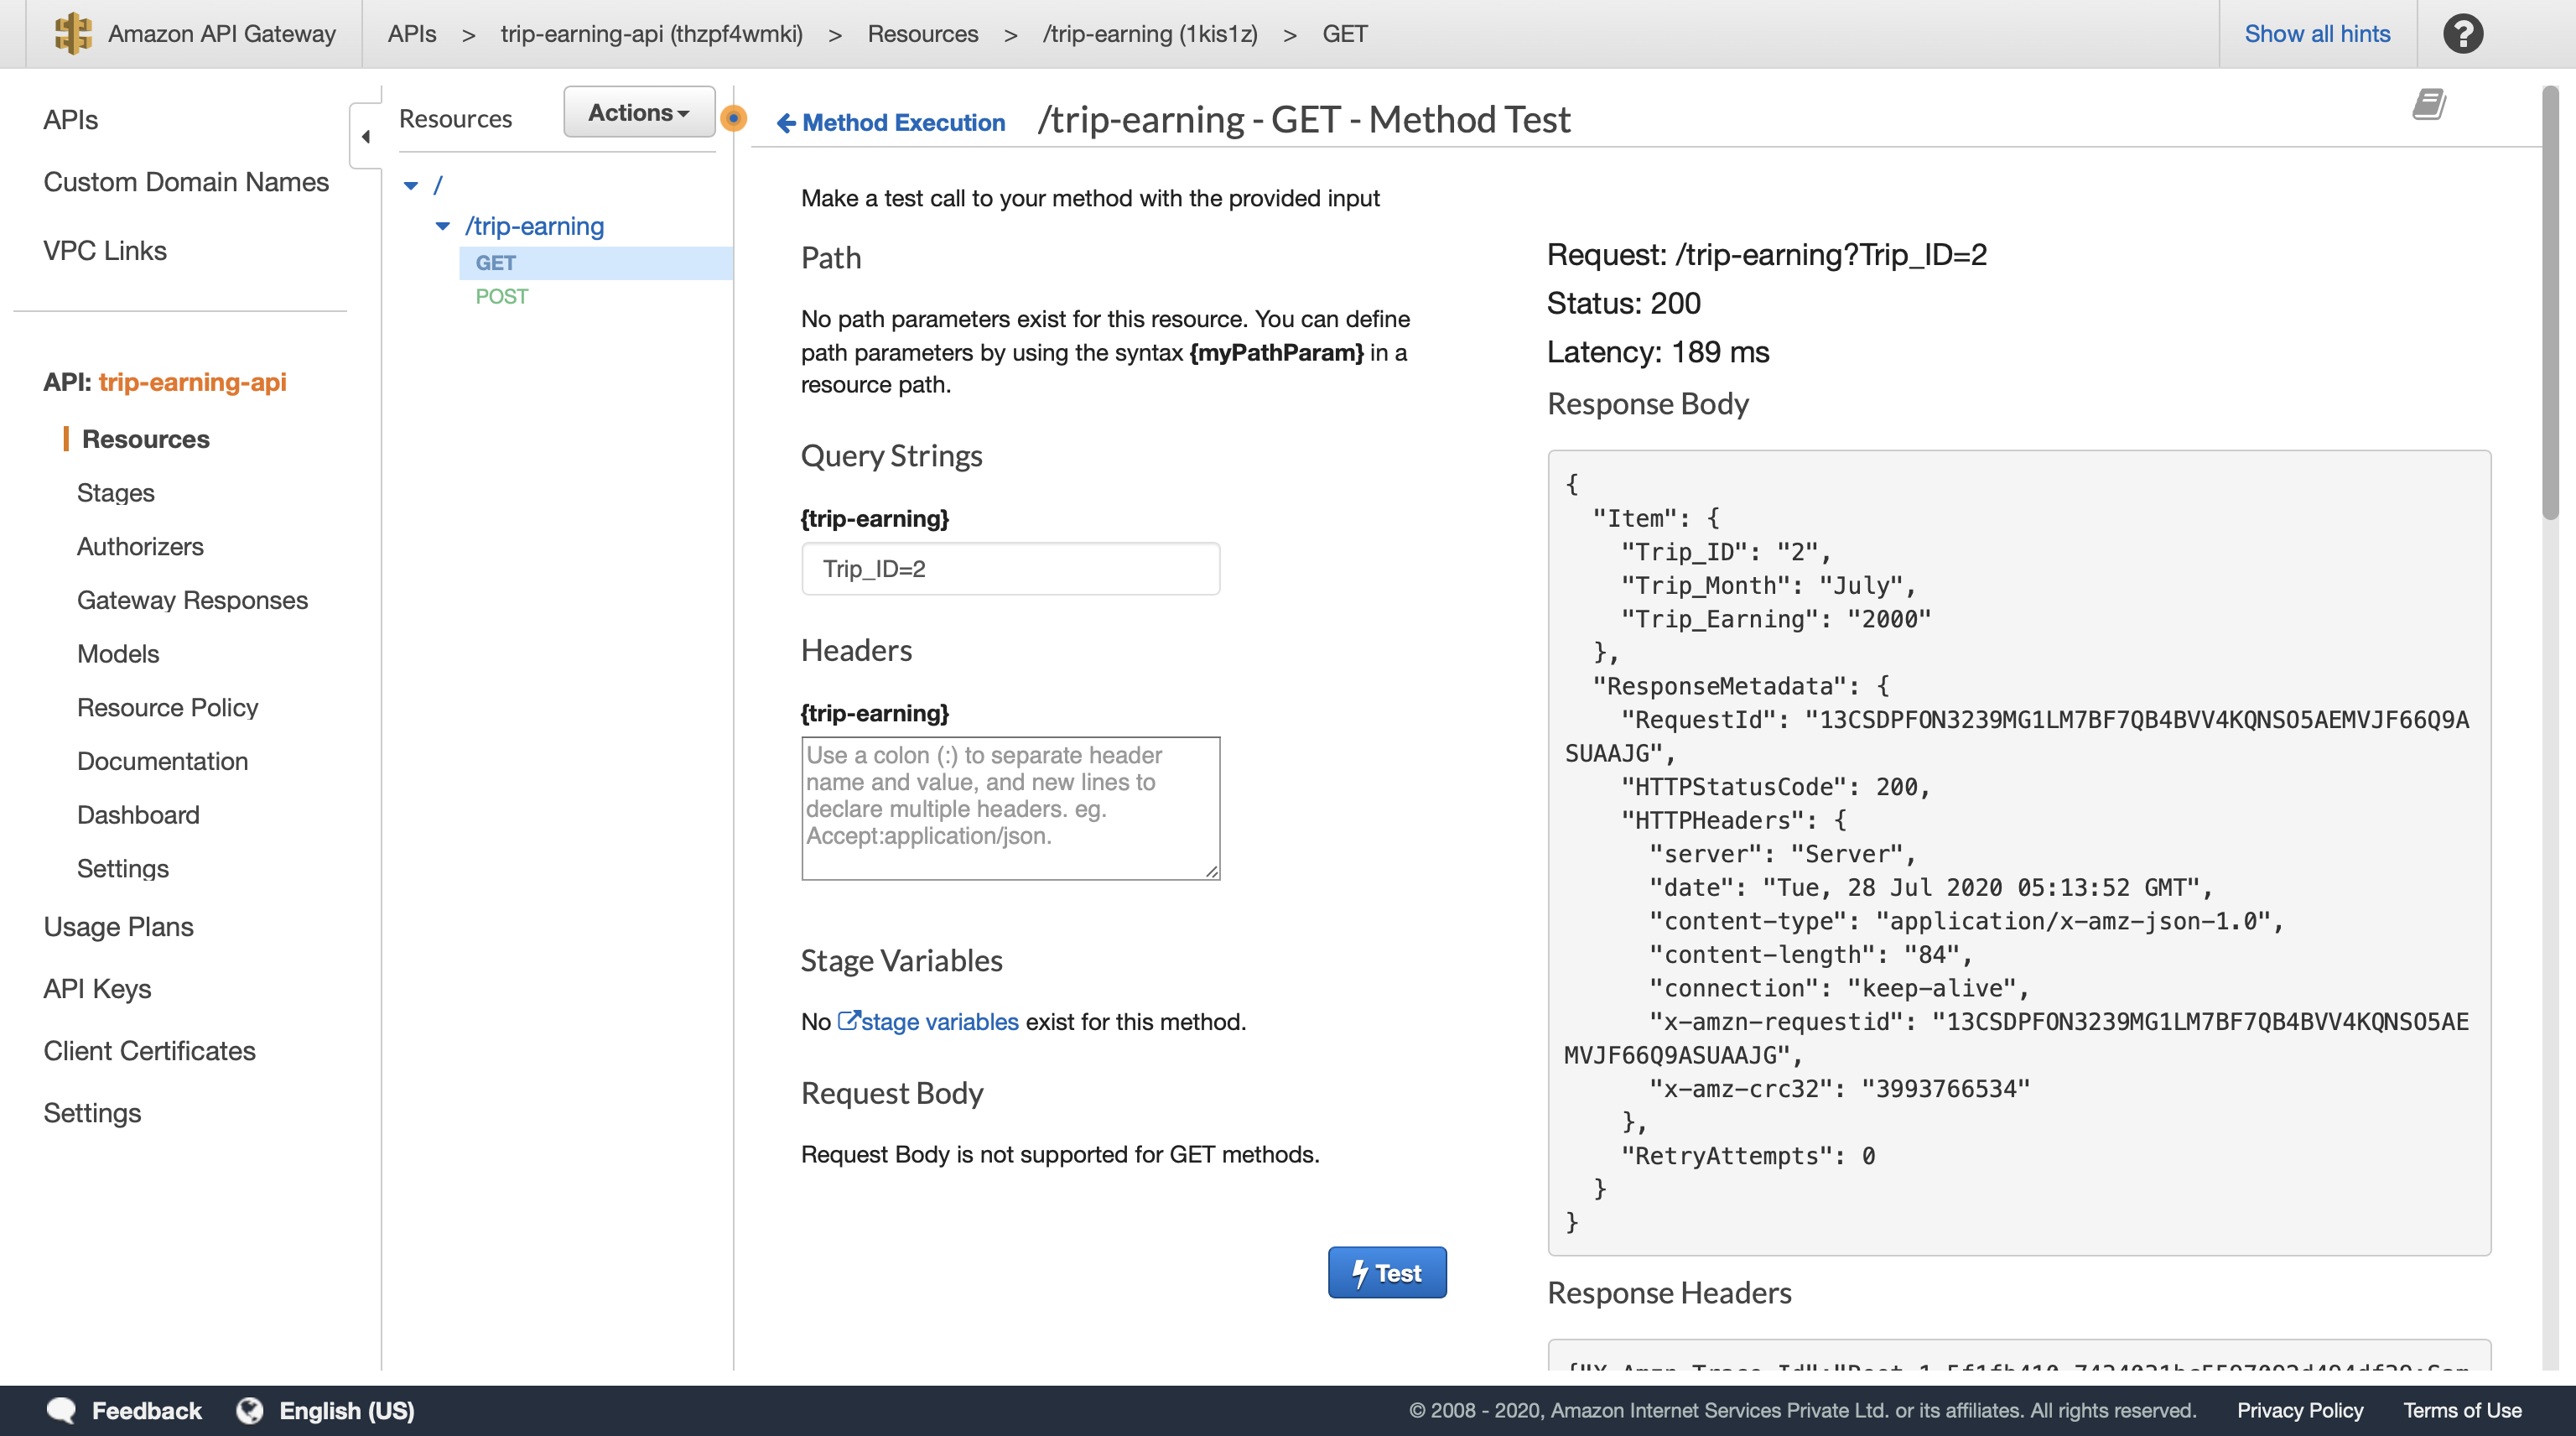 Amazon API Gateway
APIs > trip-earning-api (thzpf4wmki) > Resources > /trip-earning (1kis1z) > GET
Show all hints
?
APIs
Custom Domain Names
VPC Links
API: trip-earning-api
Resources
Stages
Authorizers
Gateway Responses
Models
Resource Policy
Documentation
Dashboard
Settings
Usage Plans
API Keys
Client Certificates
Settings
Resources
Actions
/
/trip-earning
GET
POST
Method Execution
/trip-earning - GET - Method Test
Make a test call to your method with the provided input
Path
No path parameters exist for this resource. You can define
path parameters by using the syntax {myPathParam} in a
resource path.
Query Strings
{trip-earning}
Trip_ID=2
Headers
{trip-earning}
Use a colon (:) to separate header
name and value, and new lines to
declare multiple headers. eg.
Accept:application/json.
Stage Variables
No stage variables exist for this method.
Request Body
Request Body is not supported for GET methods.
Test
Request: /trip-earning?Trip_ID=2
Status: 200
Latency: 189 ms
Response Body
{
"Item": {
"Trip_ID": "2",
"Trip_Month": "July",
"Trip_Earning": "2000"
},
"ResponseMetadata": {
"RequestId": "13CSDPFON3239MG1LM7BF7QB4BVV4KQNSO5AEMVJF66Q9A
SUAAJG",
"HTTPStatusCode": 200,
"HTTPHeaders": {
"server": "Server",
"date": "Tue, 28 Jul 2020 05:13:52 GMT",
"content-type": "application/x-amz-json-1.0",
"content-length": "84",
"connection": "keep-alive",
"x-amzn-requestid": "13CSDPFON3239MG1LM7BF7QB4BVV4KQNSO5AE
MVJF66Q9ASUAAJG",
"x-amz-crc32": "3993766534"
},
"RetryAttempts": 0
}
}
Response Headers
Feedback
English (US)
© 2008 - 2020, Amazon Internet Services Private Ltd. or its affiliates. All rights reserved.
Privacy Policy
Terms of Use